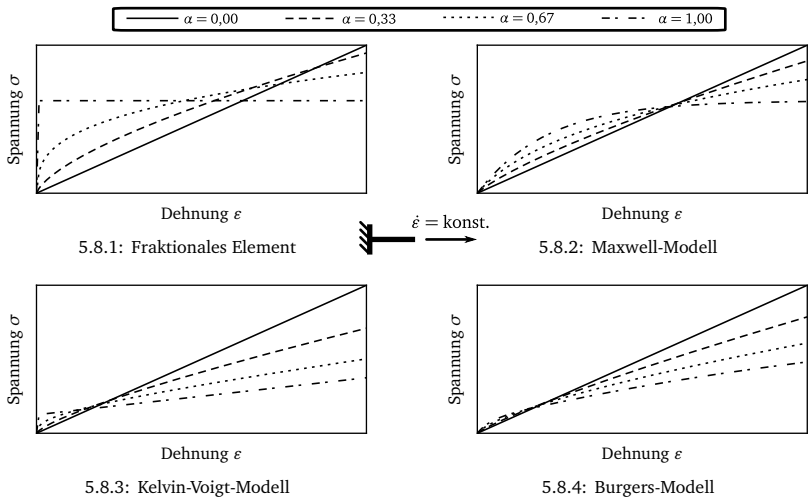 α = 0,00 α = 0,33 α = 0,67 α = 1,00
Spannung σ
Dehnung ε
5.8.1: Fraktionales Element
Spannung σ
Dehnung ε
5.8.2: Maxwell-Modell
ε̇ = konst.
Spannung σ
Dehnung ε
5.8.3: Kelvin-Voigt-Modell
Spannung σ
Dehnung ε
5.8.4: Burgers-Modell